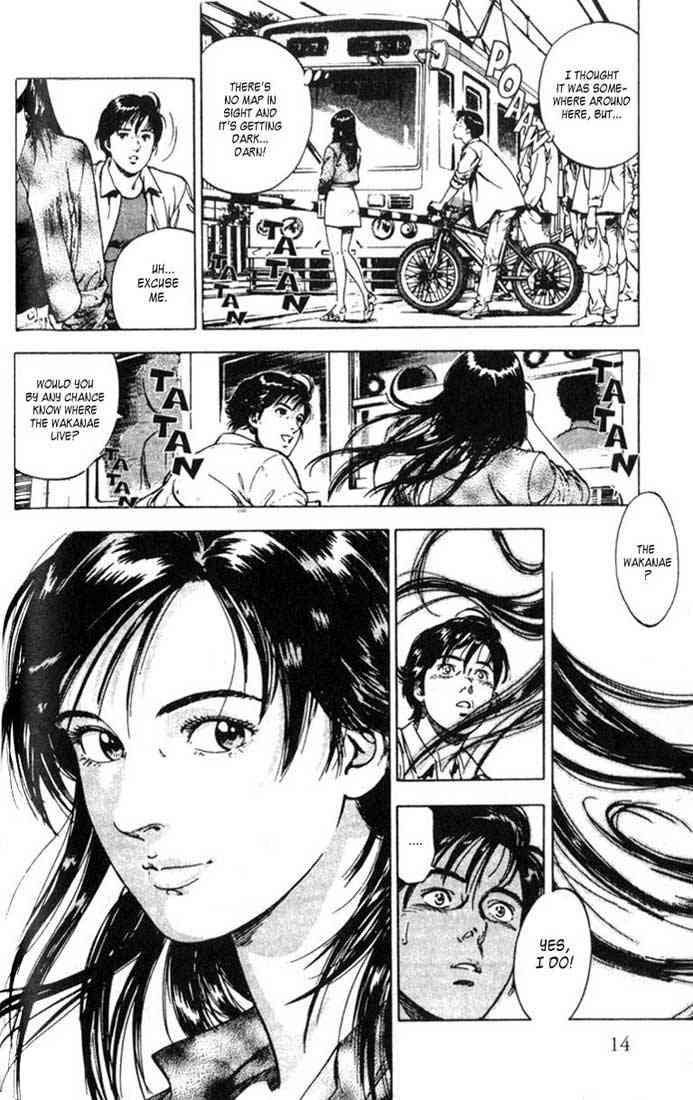 I THOUGHT
IT WAS SOME-
WHERE AROUND
HERE, BUT...
POAAA
THERE'S
NO MAP IN
SIGHT AND
IT'S GETTING
DARK...
DARN!
TATAN
TATAN
UH...
EXCUSE
ME.
TATAN
TATAN
TATAN
WOULD YOU
BY ANY CHANCE
KNOW WHERE
THE WAKANAE
LIVE?
THE
WAKANAE
?
.....
YES,
I DO!
14